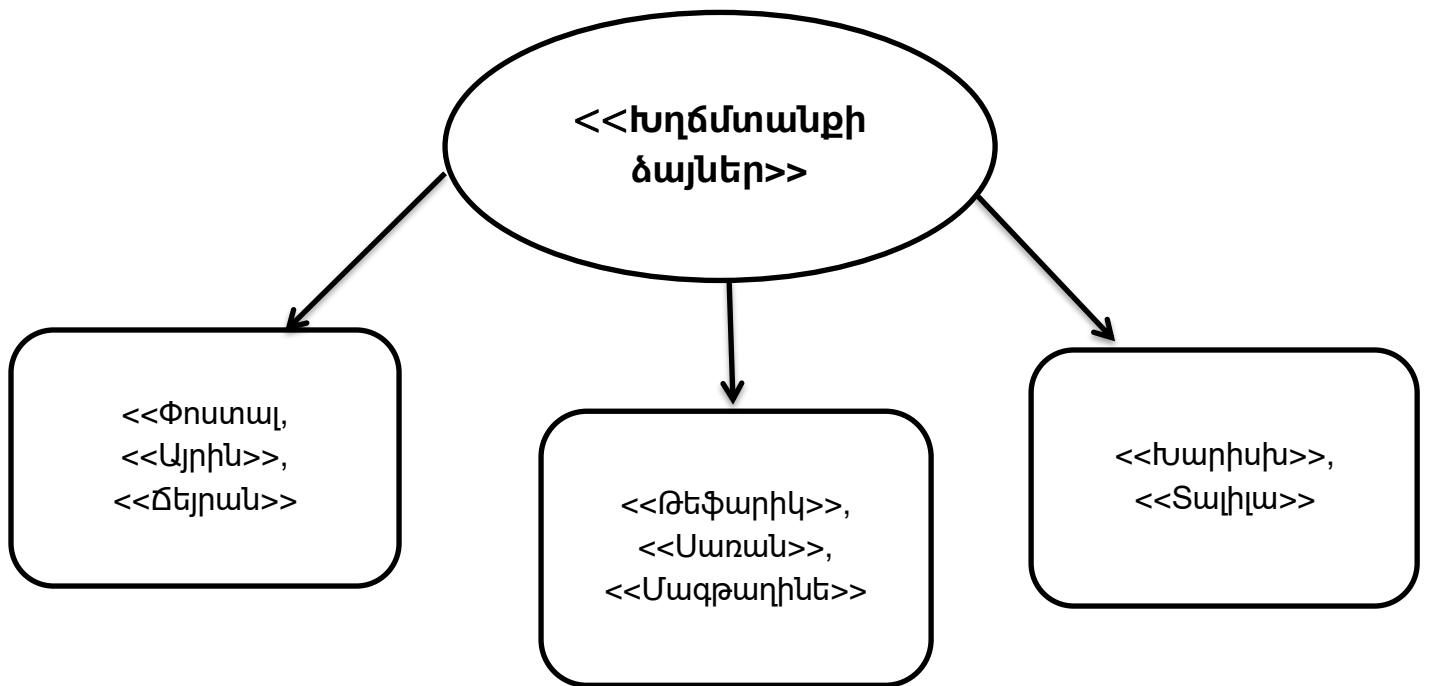 <<Խղճմտանքի
ձայներ>>
<<Փոստալ,
<<Այրին>>,
<<Ճեյրան>>
<<Թեֆարիկ>>,
<<Սառան>>,
<<Մագթաղինե>>
<<Խարիսխ>>,
<<Տալիլա>>